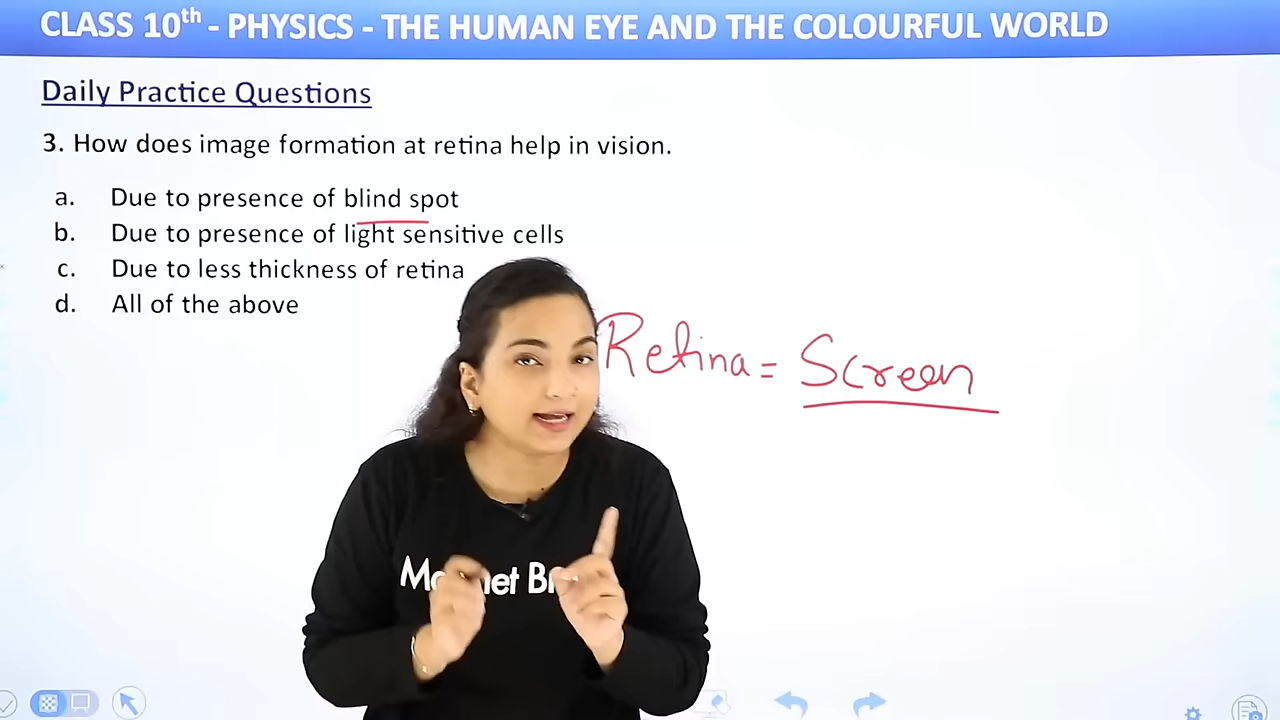 CLASS 10th - PHYSICS - THE HUMAN EYE AND THE COLOURFUL WORLD
Daily Practice Questions
3. How does image formation at retina help in vision.
a. Due to presence of blind spot
b. Due to presence of light sensitive cells
c. Due to less thickness of retina
d. All of the above
Retina = Screen